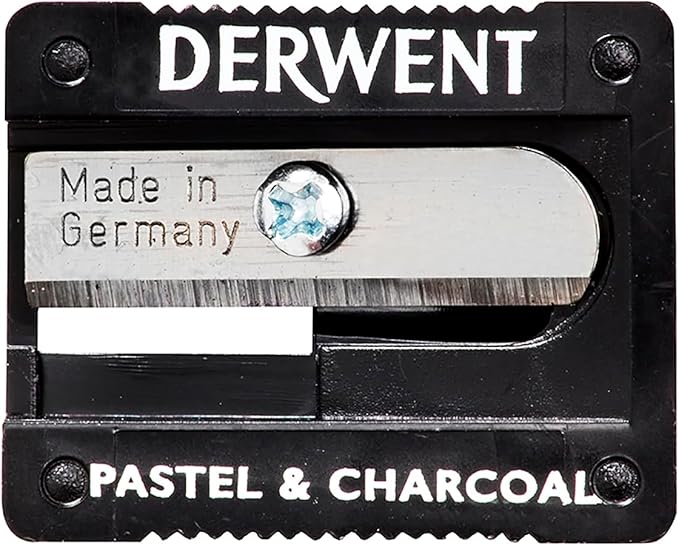 DERWENT
Made in
Germany
PASTEL & CHARCOAL